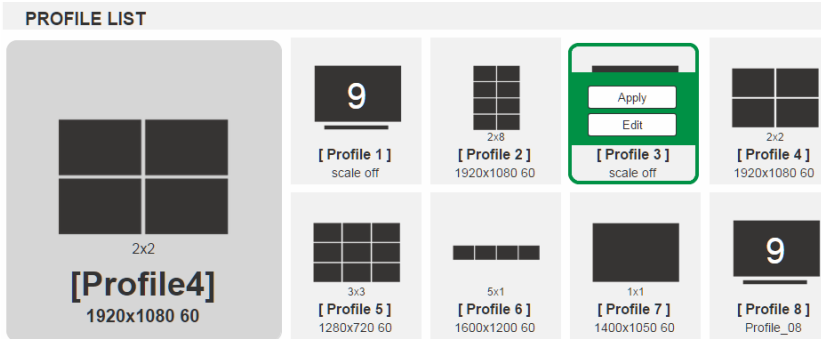 PROFILE LIST
2x2
[Profile4]
1920x1080 60
9
[ Profile 1 ]
scale off
2x8
[ Profile 2 ]
1920x1080 60
Apply
Edit
[ Profile 3 ]
scale off
2x2
[ Profile 4 ]
1920x1080 60
3x3
[ Profile 5 ]
1280x720 60
5x1
[ Profile 6 ]
1600x1200 60
1x1
[ Profile 7 ]
1400x1050 60
9
[ Profile 8 ]
Profile_08